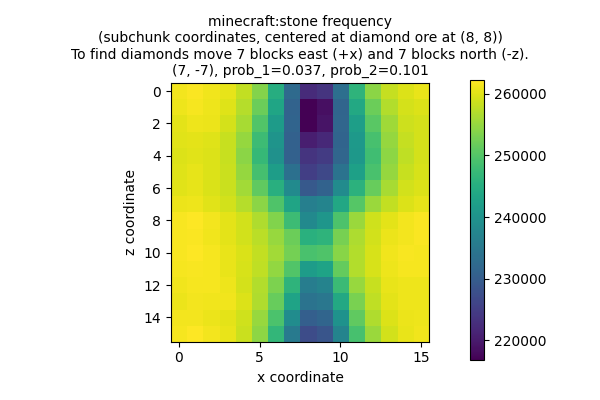 minecraft:stone frequency
(subchunk coordinates, centered at diamond ore at (8, 8))
To find diamonds move 7 blocks east (+x) and 7 blocks north (-z).
(7, -7), prob_1=0.037, prob_2=0.101
0
2
4
6
8
10
12
14
z coordinate
0
5
10
15
x coordinate
260000
250000
240000
230000
220000